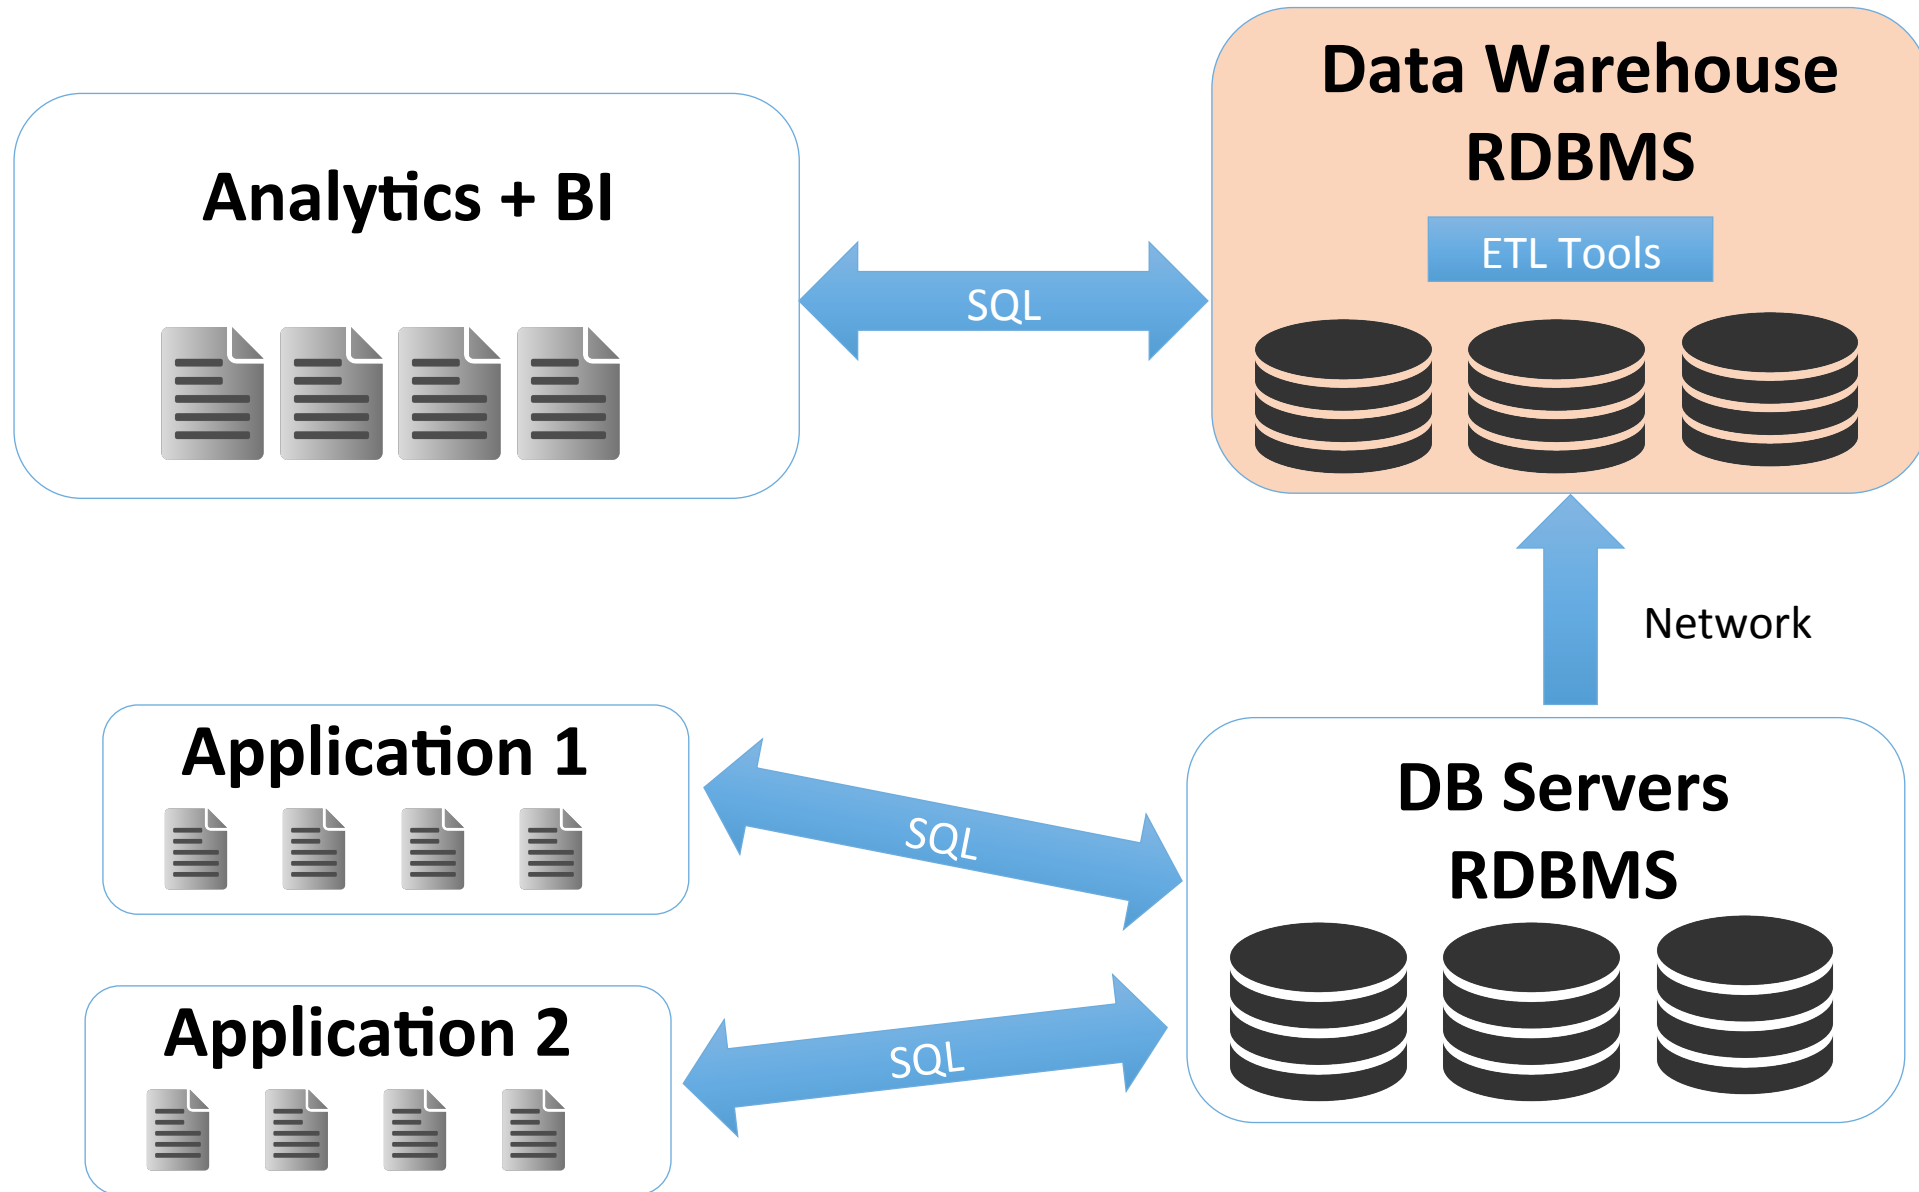 Data Warehouse
RDBMS
ETL Tools
Analytics + BI
SQL
Network
Application 1
SQL
DB Servers
RDBMS
Application 2
SQL